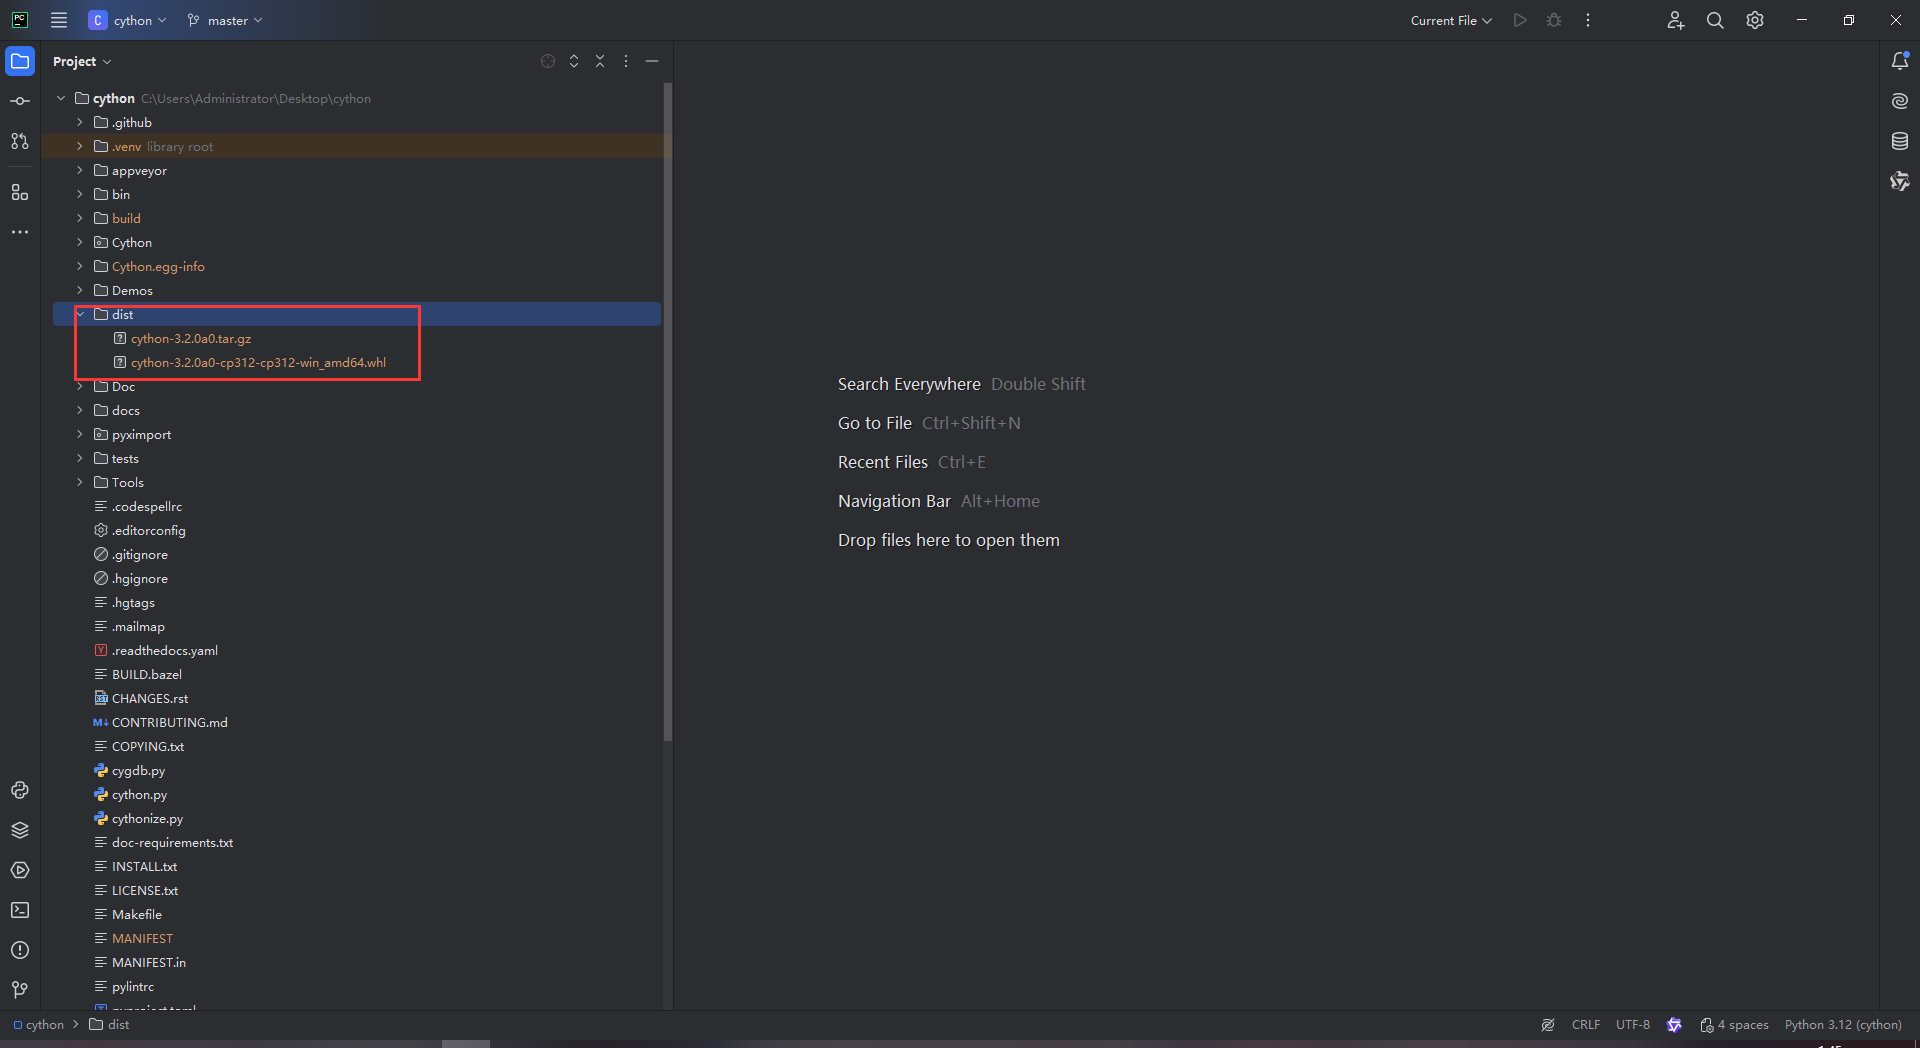 PC
C cython master Current File
Project
cython C:\Users\Administrator\Desktop\cython
.github
.venv library root
appveyor
bin
build
Cython
Cython.egg-info
Demos
dist
cython-3.2.0a0.tar.gz
cython-3.2.0a0-cp312-cp312-win_amd64.whl
Doc
docs
pyximport
tests
Tools
.codespellrc
.editorconfig
.gitignore
.hgignore
.hgtags
.mailmap
.readthedocs.yaml
BUILD.bazel
CHANGES.rst
CONTRIBUTING.md
COPYING.txt
cygdb.py
cython.py
cythonize.py
doc-requirements.txt
INSTALL.txt
LICENSE.txt
Makefile
MANIFEST
MANIFEST.in
pylintrc
Search Everywhere Double Shift
Go to File Ctrl+Shift+N
Recent Files Ctrl+E
Navigation Bar Alt+Home
Drop files here to open them
cython dist CRLF UTF-8 4 spaces Python 3.12 (cython)